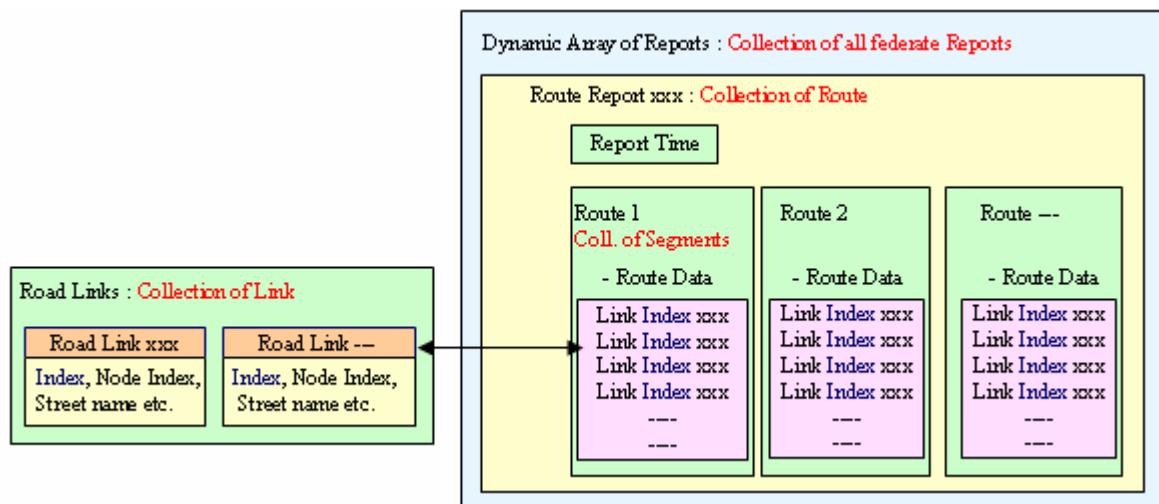 Dynamic Array of Reports : Collection of all federate Reports
Route Report xxx : Collection of Route
Report Time
Route 1
Coll. of Segments
- Route Data
Link Index xxx
Link Index xxx
Link Index xxx
Link Index xxx
----
----
Route 2
- Route Data
Link Index xxx
Link Index xxx
Link Index xxx
Link Index xxx
----
----
Route ---
- Route Data
Link Index xxx
Link Index xxx
Link Index xxx
Link Index xxx
----
----
Road Links : Collection of Link
Road Link xxx
Index, Node Index,
Street name etc.
Road Link ---
Index, Node Index,
Street name etc.